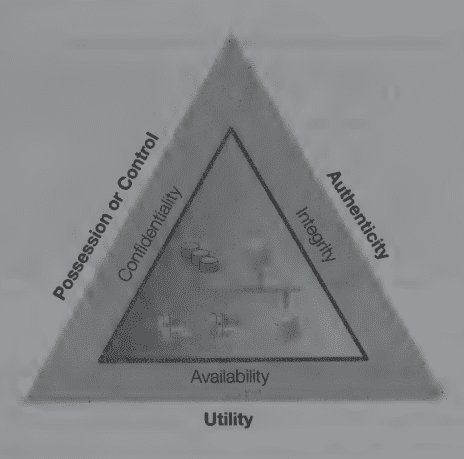 Possession or Control
Confidentiality
Integrity
Authenticity
Availability
Utility